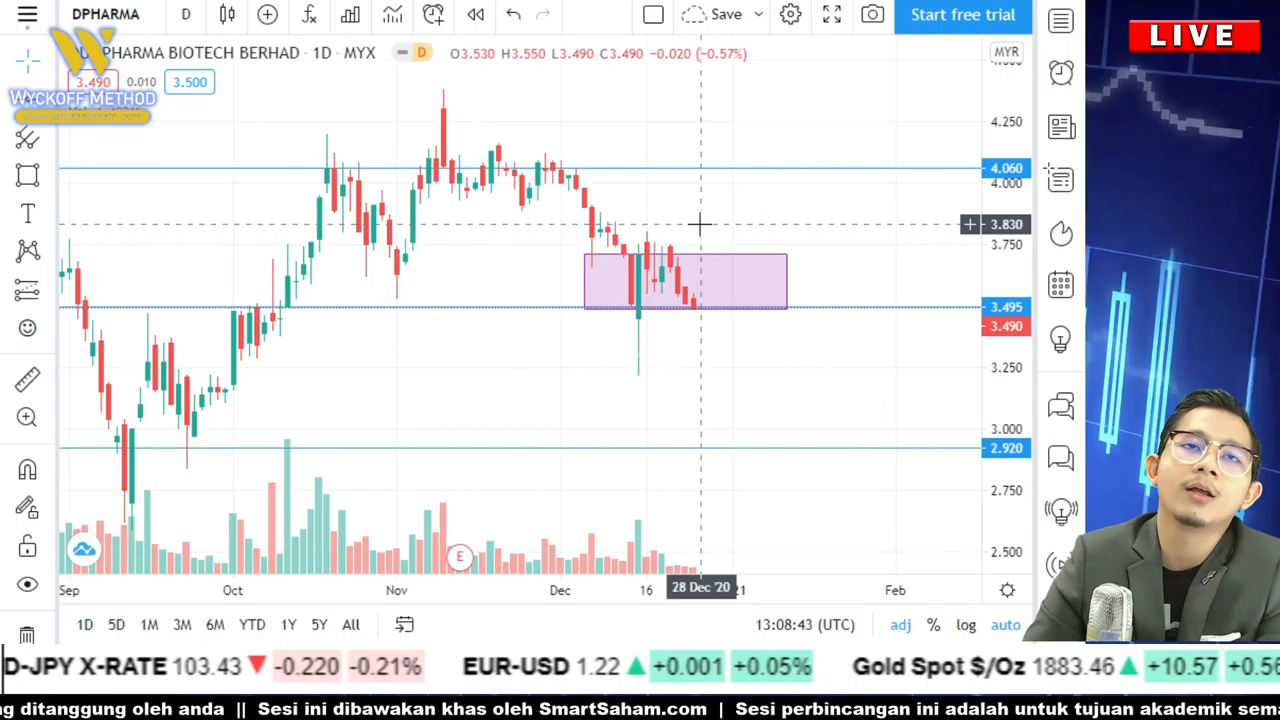 DPHARMA
D
Save
Start free trial
LIVE
PHARMA BIOTECH BERHAD · 1D · MYX
D
O3.530 H3.550 L3.490 C3.490 −0.020 (−0.57%)
MYR
3.490
0.010
3.500
WYCKOFF METHOD
4.250
4.060
4.000
3.830
3.750
3.495
3.490
3.250
3.000
2.920
2.750
2.500
E
Sep
Oct
Nov
Dec
16
28 Dec '20
21
Feb
1D 5D 1M 3M 6M YTD 1Y 5Y All
13:08:43 (UTC)
adj % log auto
D-JPY X-RATE 103.43 ▼ -0.220 -0.21% EUR-USD 1.22 ▲ +0.001 +0.05% Gold Spot $/Oz 1883.46 ▲ +10.57 +0.56
ng ditanggung oleh anda || Sesi ini dibawakan khas oleh SmartSaham.com | Sesi perbincangan ini adalah untuk tujuan akademik sema